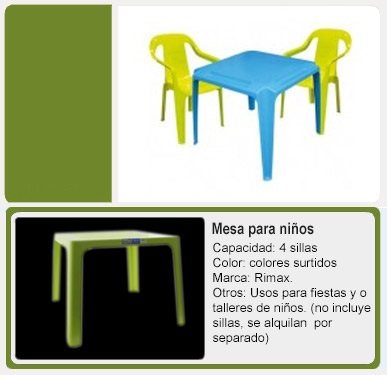 Mesa para niños
Capacidad: 4 sillas
Color: colores surtidos
Marca: Rimax.
Otros: Usos para fiestas y o
talleres de niños. (no incluye
sillas, se alquilan  por
separado)